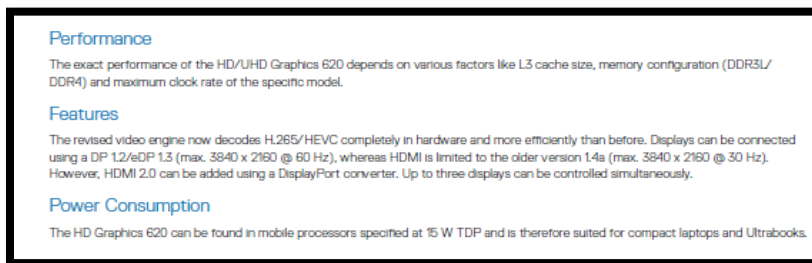 Performance
The exact performance of the HD/UHD Graphics 620 depends on various factors like L3 cache size, memory configuration (DDR3L/
DDR4) and maximum clock rate of the specific model.
Features
The revised video engine now decodes H.265/HEVC completely in hardware and more efficiently than before. Displays can be connected
using a DP 1.2/eDP 1.3 (max. 3840 x 2160 @ 60 Hz), whereas HDMI is limited to the older version 1.4a (max. 3840 x 2160 @ 30 Hz).
However, HDMI 2.0 can be added using a DisplayPort converter. Up to three displays can be controlled simultaneously.
Power Consumption
The HD Graphics 620 can be found in mobile processors specified at 15 W TDP and is therefore suited for compact laptops and Ultrabooks.